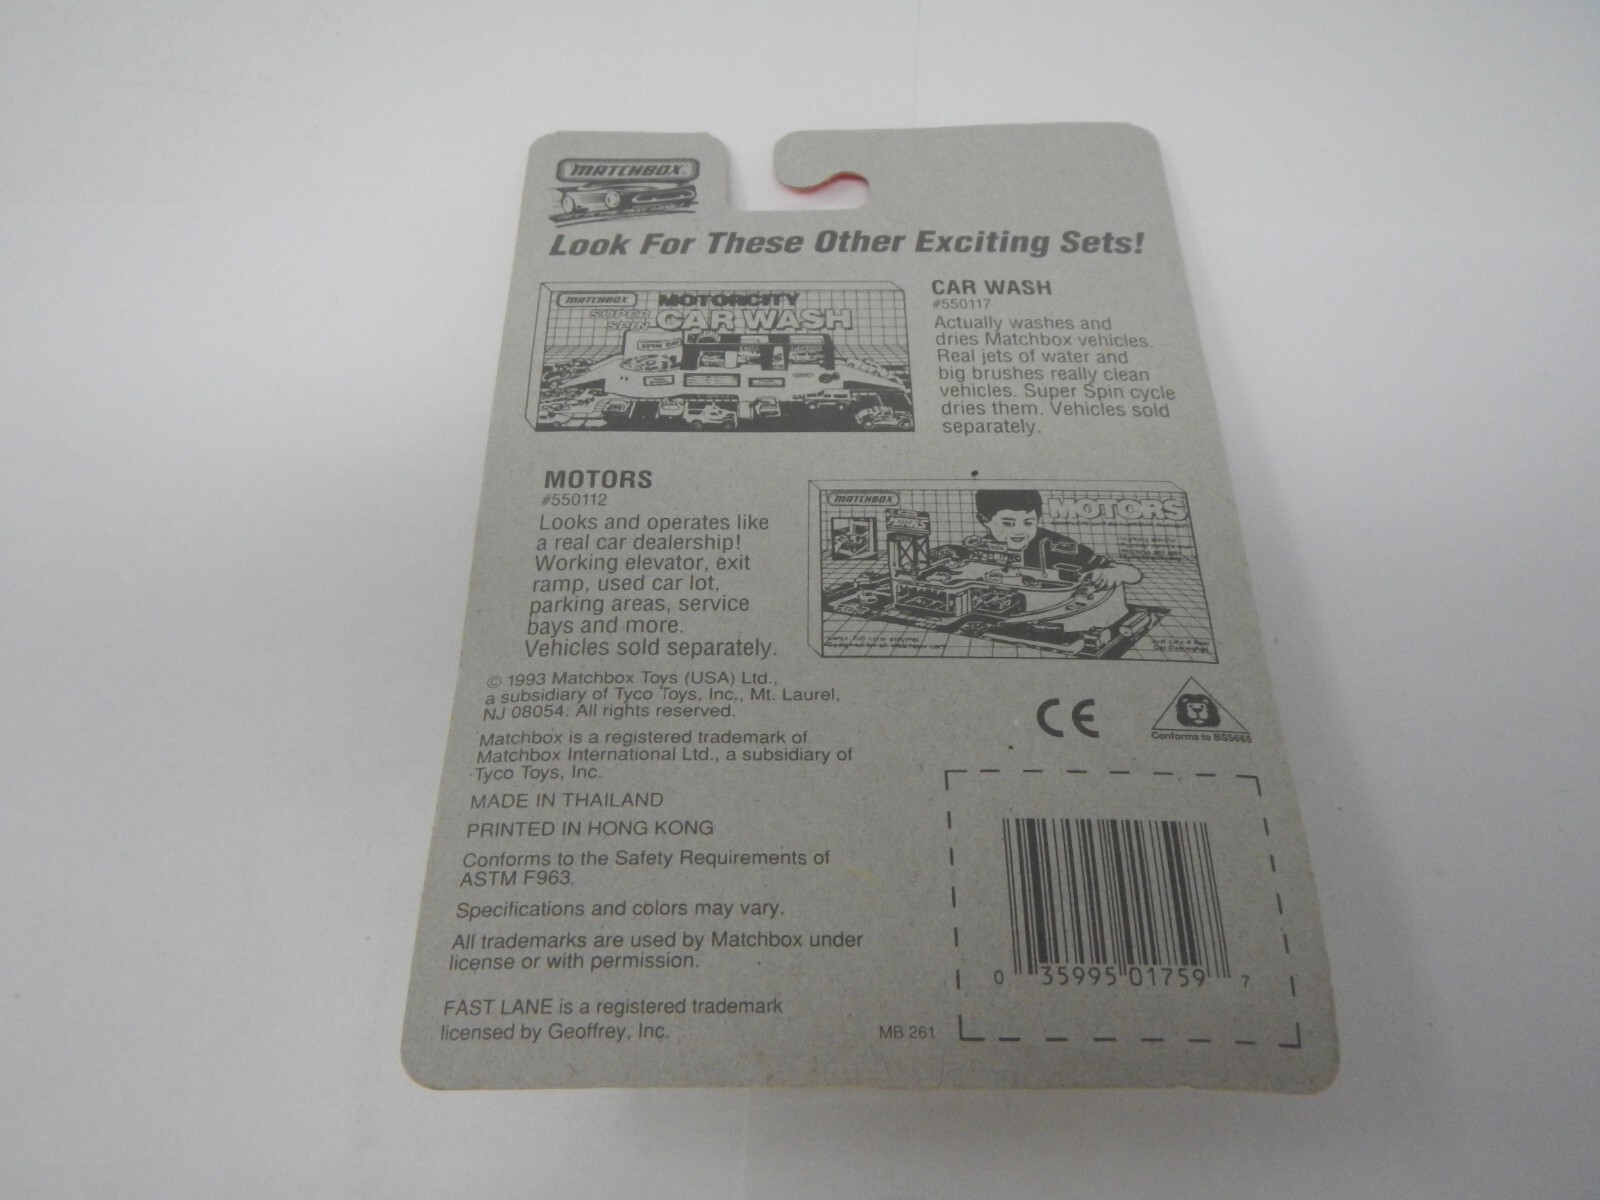 MATCHBOX
Look For These Other Exciting Sets!
MATCHBOX
MOTORCITY
SUPER
SPIN
CAR WASH
CAR WASH
#550117
Actually washes and
dries Matchbox vehicles.
Real jets of water and
big brushes really clean
vehicles. Super Spin cycle
dries them. Vehicles sold
separately.
MOTORS
#550112
Looks and operates like
a real car dealership!
Working elevator, exit
ramp, used car lot,
parking areas, service
bays and more.
Vehicles sold separately.
MATCHBOX
MOTORS
MOTORS
© 1993 Matchbox Toys (USA) Ltd.,
a subsidiary of Tyco Toys, Inc., Mt. Laurel,
NJ 08054. All rights reserved.
Matchbox is a registered trademark of
Matchbox International Ltd., a subsidiary of
Tyco Toys, Inc.
MADE IN THAILAND
PRINTED IN HONG KONG
Conforms to the Safety Requirements of
ASTM F963.
Specifications and colors may vary.
All trademarks are used by Matchbox under
license or with permission.
FAST LANE is a registered trademark
licensed by Geoffrey, Inc.
MB 261
CE
Conforms to BS5665
0 35995 01759 7